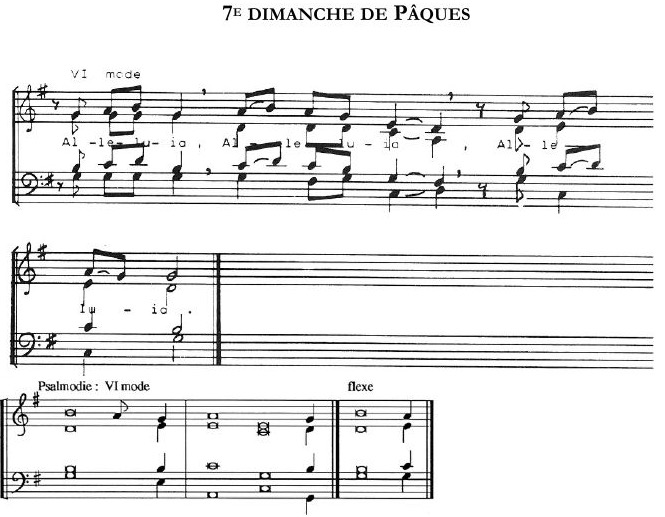 7E DIMANCHE DE PÂQUES
VI mode
Al-le-lu-ia, Al-le-lu-ia, Al-le
lu-ia.
Psalmodie : VI mode
flexe